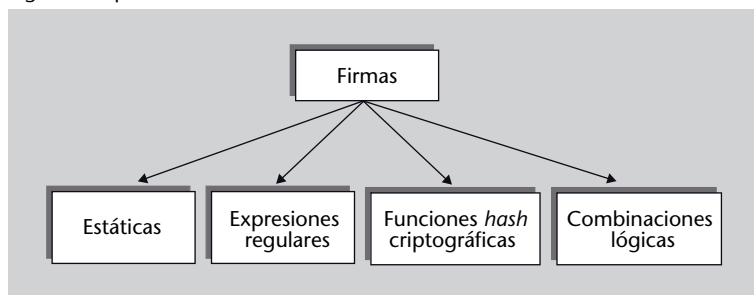 Firmas
Estáticas
Expresiones
regulares
Funciones hash
criptográficas
Combinaciones
lógicas